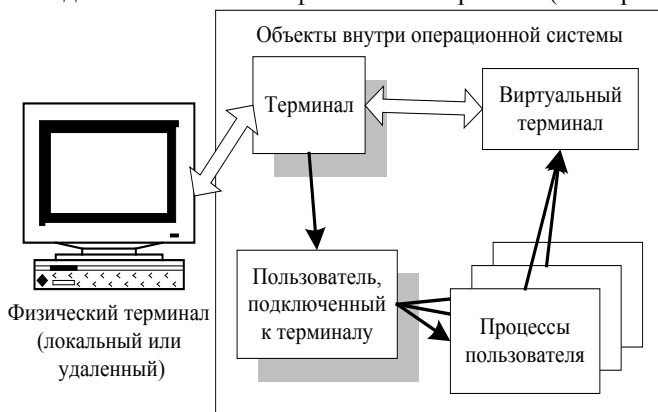 Объекты внутри операционной системы
Терминал
Виртуальный
терминал
Пользователь,
подключенный
к терминалу
Процессы
пользователя
Физический терминал
(локальный или
удаленный)